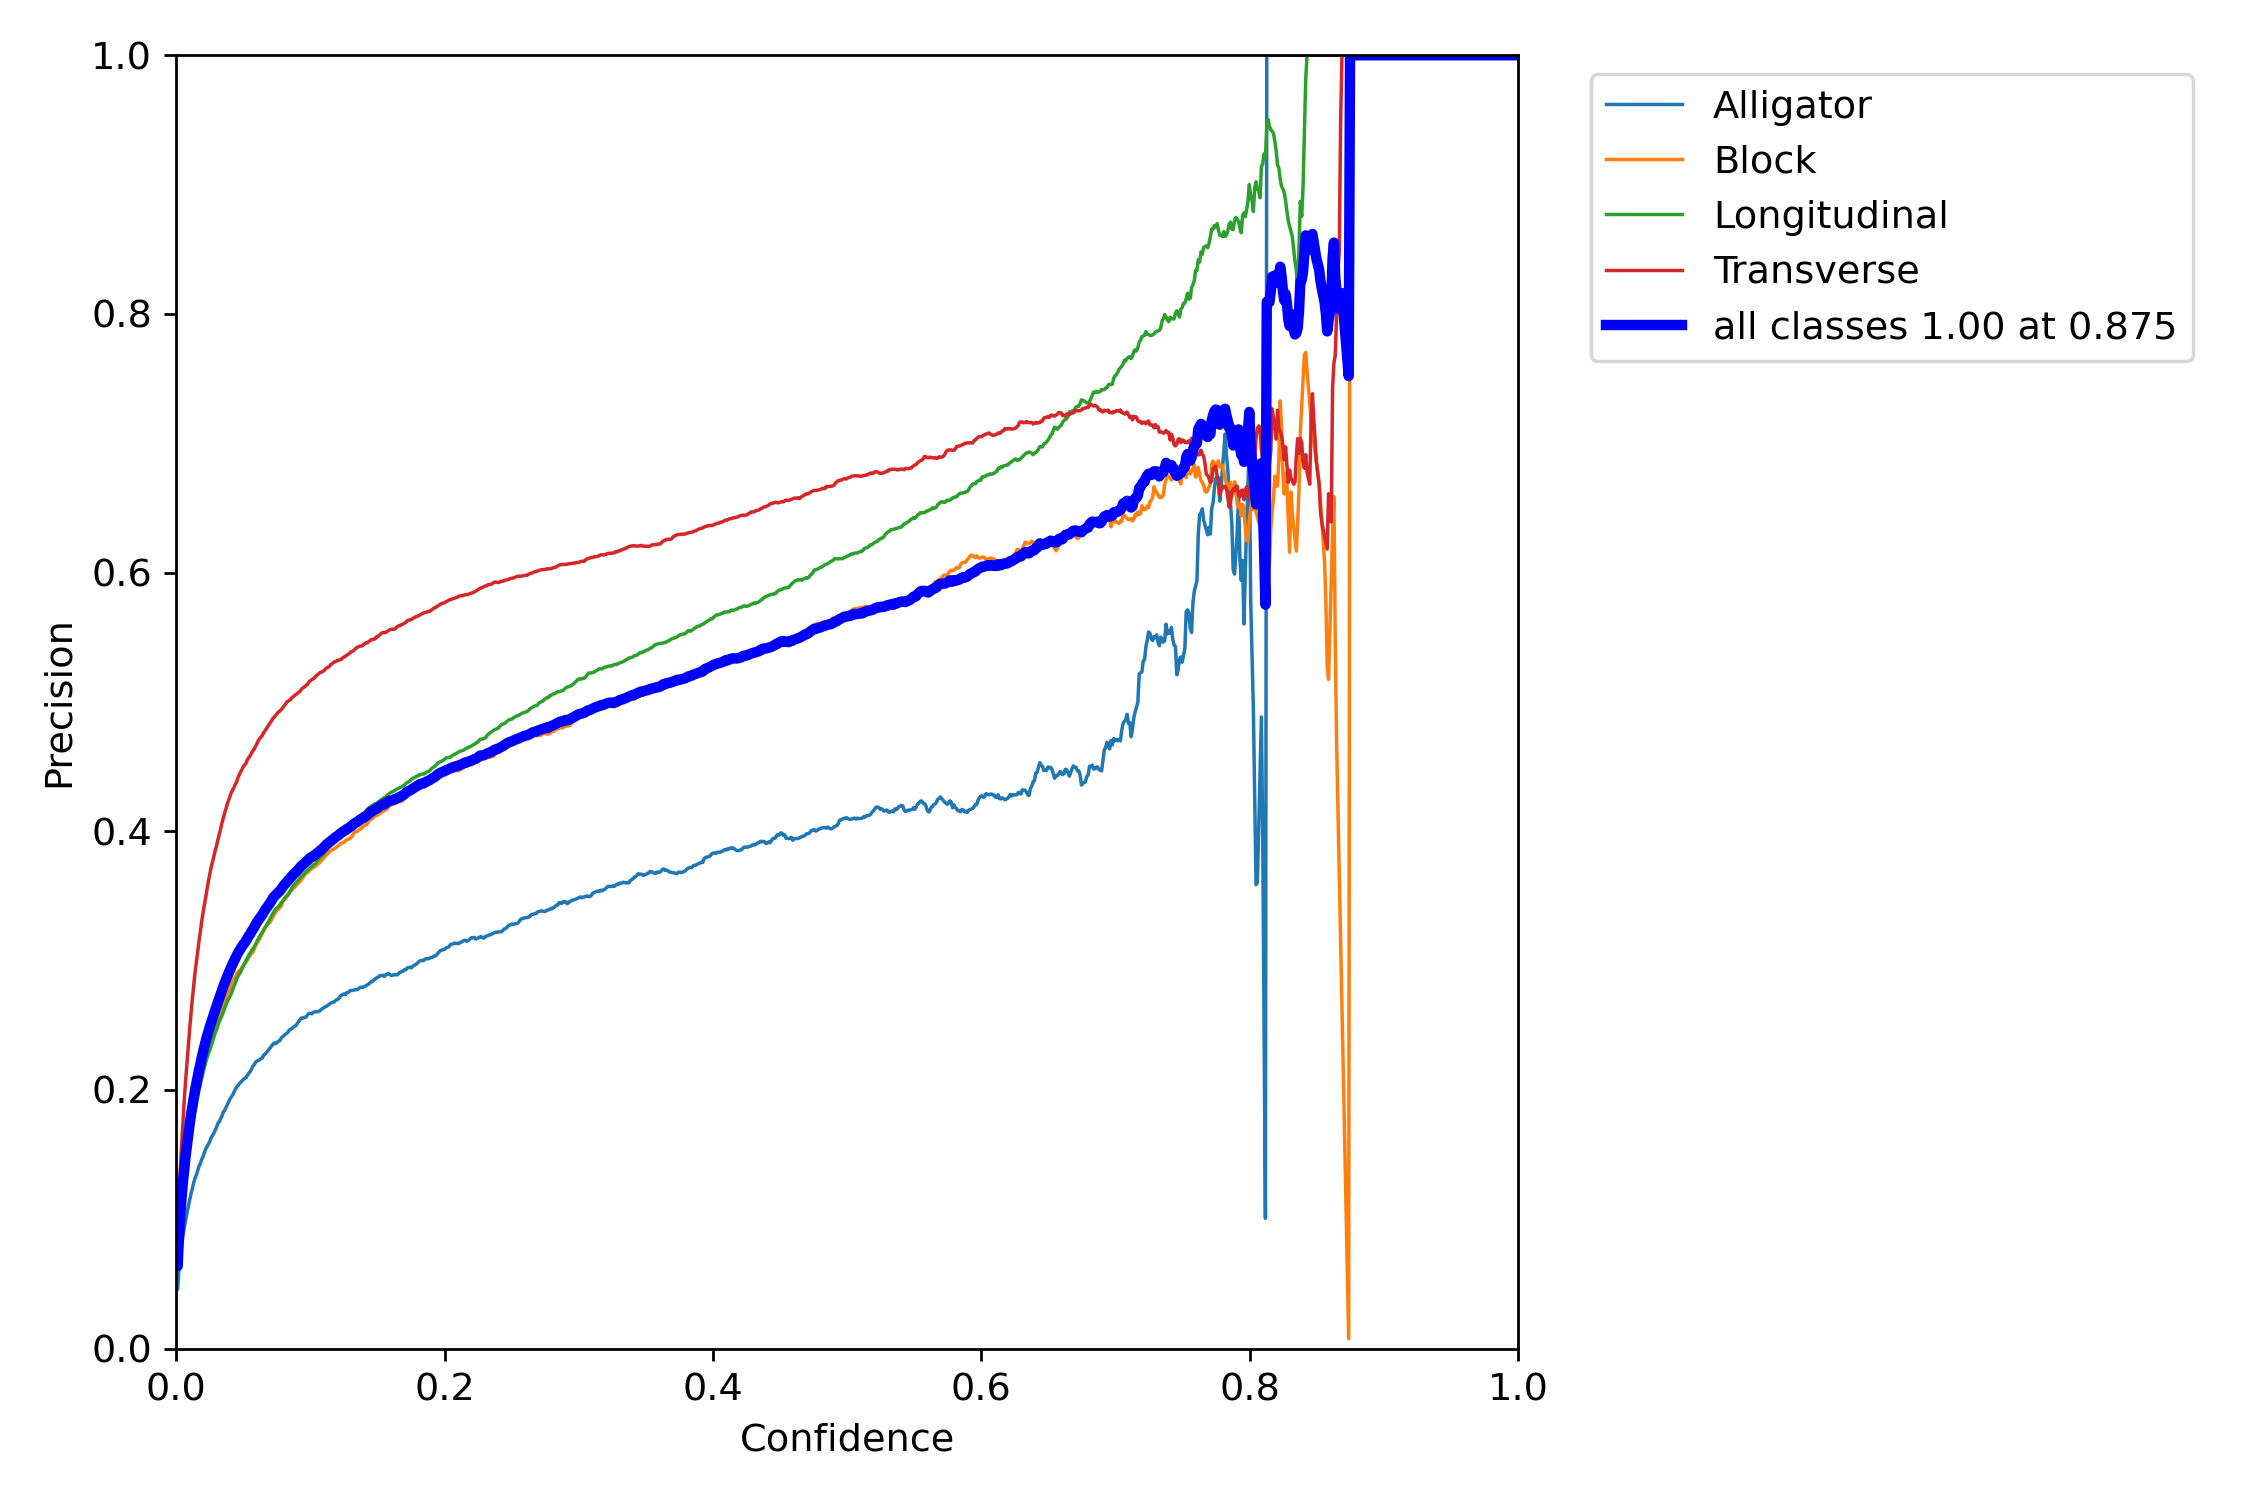 1.0
0.8
0.6
0.4
0.2
0.0
Precision
0.0 0.2 0.4 0.6 0.8 1.0
Confidence
Alligator
Block
Longitudinal
Transverse
all classes 1.00 at 0.875